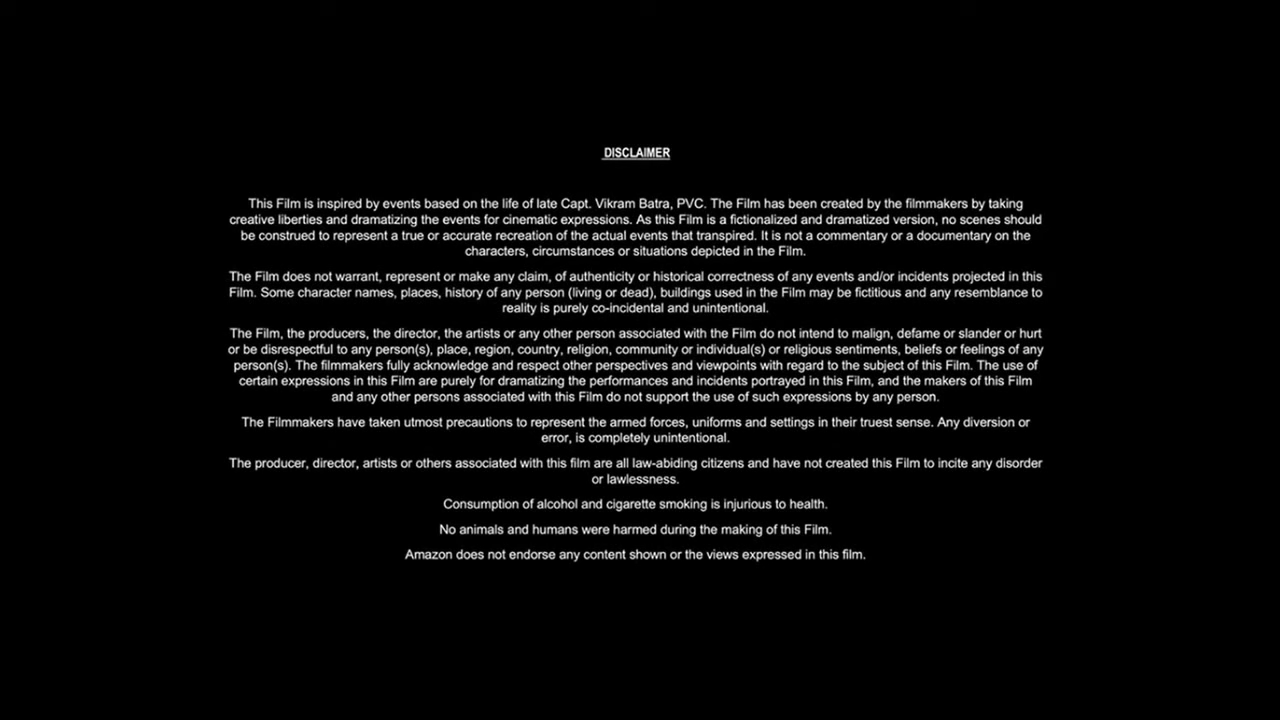 DISCLAIMER
This Film is inspired by events based on the life of late Capt. Vikram Batra, PVC. The Film has been created by the filmmakers by taking
creative liberties and dramatizing the events for cinematic expressions. As this Film is a fictionalized and dramatized version, no scenes should
be construed to represent a true or accurate recreation of the actual events that transpired. It is not a commentary or a documentary on the
characters, circumstances or situations depicted in the Film.
The Film does not warrant, represent or make any claim, of authenticity or historical correctness of any events and/or incidents projected in this
Film. Some character names, places, history of any person (living or dead), buildings used in the Film may be fictitious and any resemblance to
reality is purely co-incidental and unintentional.
The Film, the producers, the director, the artists or any other person associated with the Film do not intend to malign, defame or slander or hurt
or be disrespectful to any person(s), place, region, country, religion, community or individual(s) or religious sentiments, beliefs or feelings of any
person(s). The filmmakers fully acknowledge and respect other perspectives and viewpoints with regard to the subject of this Film. The use of
certain expressions in this Film are purely for dramatizing the performances and incidents portrayed in this Film, and the makers of this Film
and any other persons associated with this Film do not support the use of such expressions by any person.
The Filmmakers have taken utmost precautions to represent the armed forces, uniforms and settings in their truest sense. Any diversion or
error, is completely unintentional.
The producer, director, artists or others associated with this film are all law-abiding citizens and have not created this Film to incite any disorder
or lawlessness.
Consumption of alcohol and cigarette smoking is injurious to health.
No animals and humans were harmed during the making of this Film.
Amazon does not endorse any content shown or the views expressed in this film.